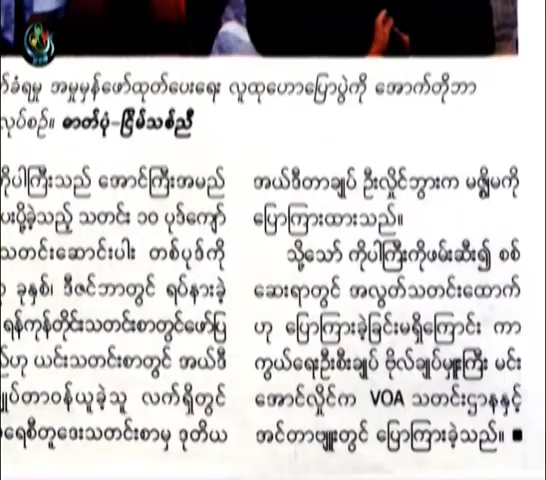 ်ခံရမှု အမှုမှန်ဖော်ထုတ်ပေးရေး လူထုဟောပြောပွဲကို အောက်တိုဘာ
လုပ်စဉ်။ ဓာတ်ပုံ-ငြိမ်သစ်ညီ
ကိုပါကြီးသည် အောင်ကြီးအမည်
ပေးပို့ခဲ့သည့် သတင်း ၁၀ ပုဒ်ကျော်
သတင်းဆောင်းပါး တစ်ပုဒ်ကို
ခုနှစ်၊ ဒီဇင်ဘာတွင် ရပ်နားခဲ့
ရန်ကုန်တိုင်းသတင်းစာတွင်ဖော်ပြ
ဟု ယင်းသတင်းစာတွင် အယ်ဒီ
ချုပ်တာဝန်ယူခဲ့သူ လက်ရှိတွင်
ရေစီတူဒေးသတင်းစာမှ ဒုတိယ
အယ်ဒီတာချုပ် ဦးလှိုင်ဘွားက မဇ္ဈိမကို
ပြောကြားထားသည်။
သို့သော် ကိုပါကြီးကိုဖမ်းဆီး၍ စစ်
ဆေးရာတွင် အလွတ်သတင်းထောက်
ဟု ပြောကြားခဲ့ခြင်းမရှိကြောင်း ကာ
ကွယ်ရေးဦးစီးချုပ် ဗိုလ်ချုပ်မှူးကြီး မင်း
အောင်လှိုင်က VOA သတင်းဌာနနှင့်
အင်တာဗျူးတွင် ပြောကြားခဲ့သည်။ ■